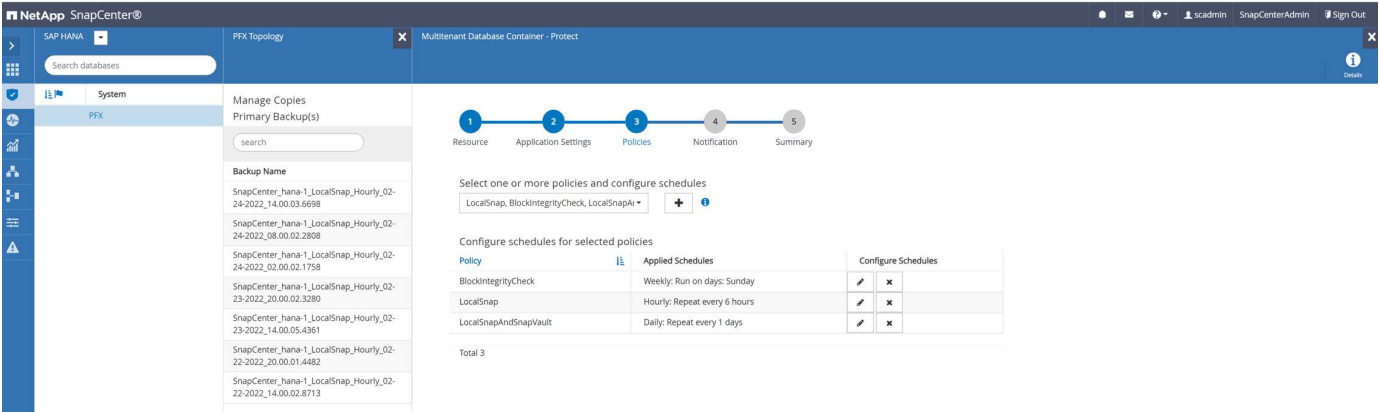 NetApp SnapCenter®
scadmin SnapCenterAdmin Sign Out
SAP HANA
PFX Topology
Multitenant Database Container - Protect
Search databases
Details
System
PFX
Manage Copies
Primary Backup(s)
search
Backup Name
SnapCenter_hana-1_LocalSnap_Hourly_02-
24-2022_14.00.03.6698
SnapCenter_hana-1_LocalSnap_Hourly_02-
24-2022_08.00.02.2808
SnapCenter_hana-1_LocalSnap_Hourly_02-
24-2022_02.00.02.1758
SnapCenter_hana-1_LocalSnap_Hourly_02-
23-2022_20.00.02.3280
SnapCenter_hana-1_LocalSnap_Hourly_02-
23-2022_14.00.05.4361
SnapCenter_hana-1_LocalSnap_Hourly_02-
22-2022_20.00.01.4482
SnapCenter_hana-1_LocalSnap_Hourly_02-
22-2022_14.00.02.8713
1 2 3 4 5
Resource Application Settings Policies Notification Summary
Select one or more policies and configure schedules
LocalSnap, BlockIntegrityCheck, LocalSnapA
Configure schedules for selected policies
Policy Applied Schedules Configure Schedules
BlockIntegrityCheck Weekly: Run on days: Sunday
LocalSnap Hourly: Repeat every 6 hours
LocalSnapAndSnapVault Daily: Repeat every 1 days
Total 3